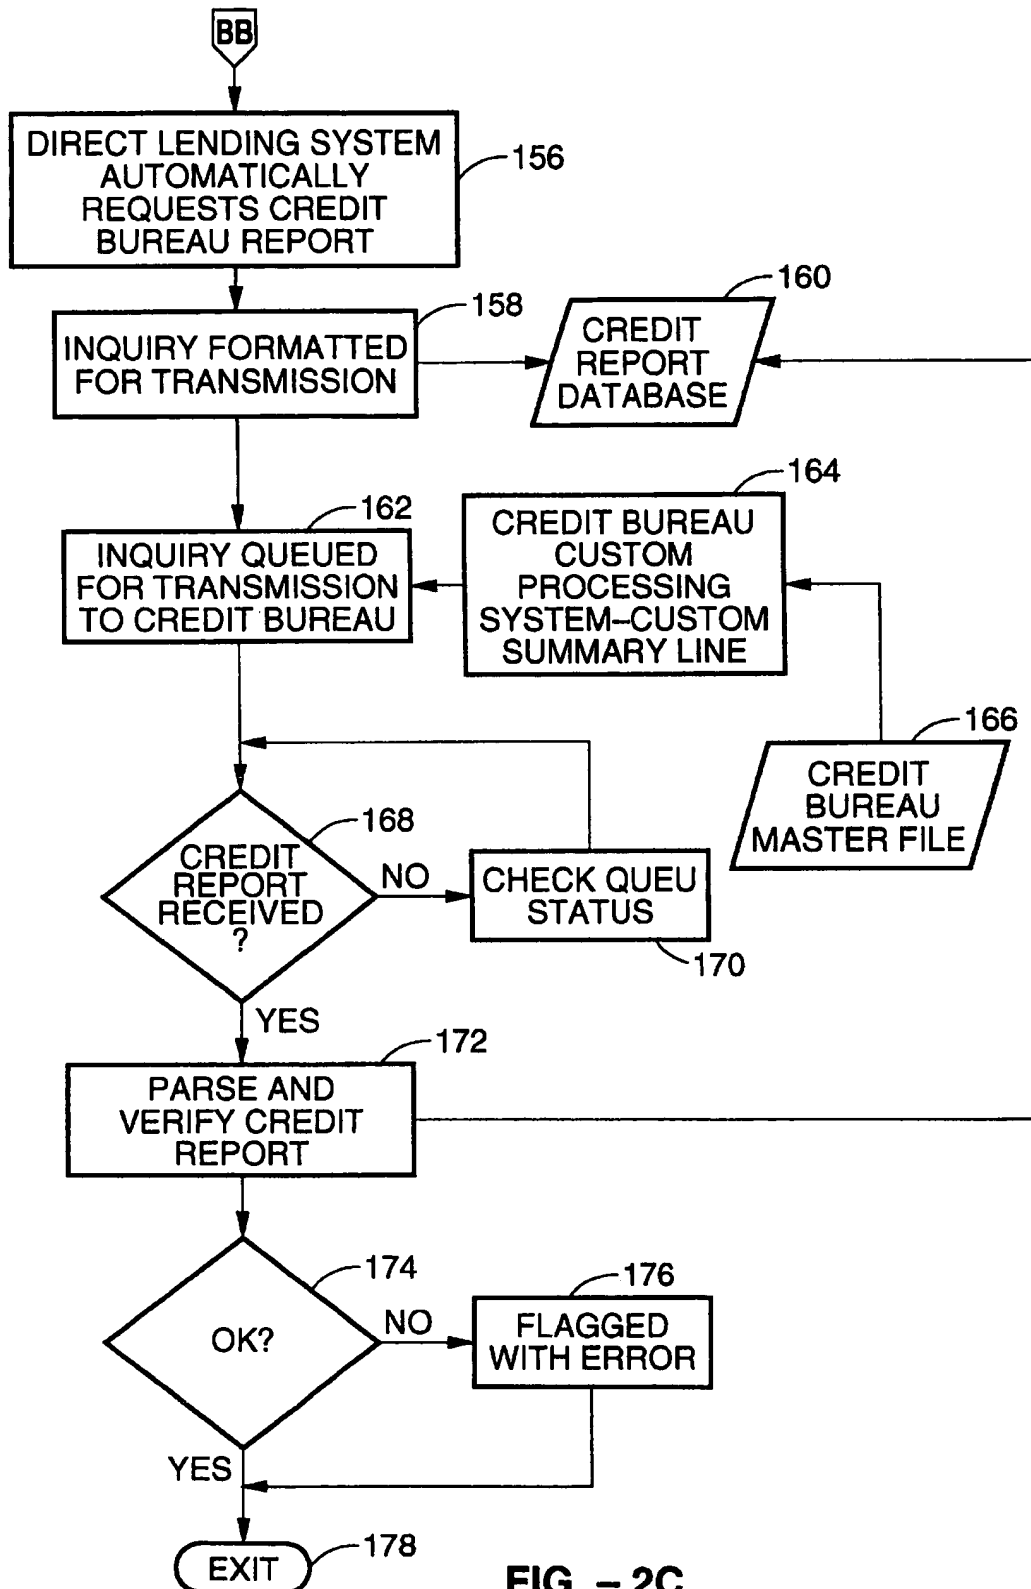 BB
DIRECT LENDING SYSTEM
AUTOMATICALLY
REQUESTS CREDIT
BUREAU REPORT
156
158
INQUIRY FORMATTED
FOR TRANSMISSION
160
CREDIT
REPORT
DATABASE
162
INQUIRY QUEUED
FOR TRANSMISSION
TO CREDIT BUREAU
164
CREDIT BUREAU
CUSTOM
PROCESSING
SYSTEM–CUSTOM
SUMMARY LINE
166
CREDIT
BUREAU
MASTER FILE
168
CREDIT
REPORT
RECEIVED
?
NO
CHECK QUEU
STATUS
170
YES
172
PARSE AND
VERIFY CREDIT
REPORT
174
OK?
NO
176
FLAGGED
WITH ERROR
YES
EXIT
178
FIG. – 2C